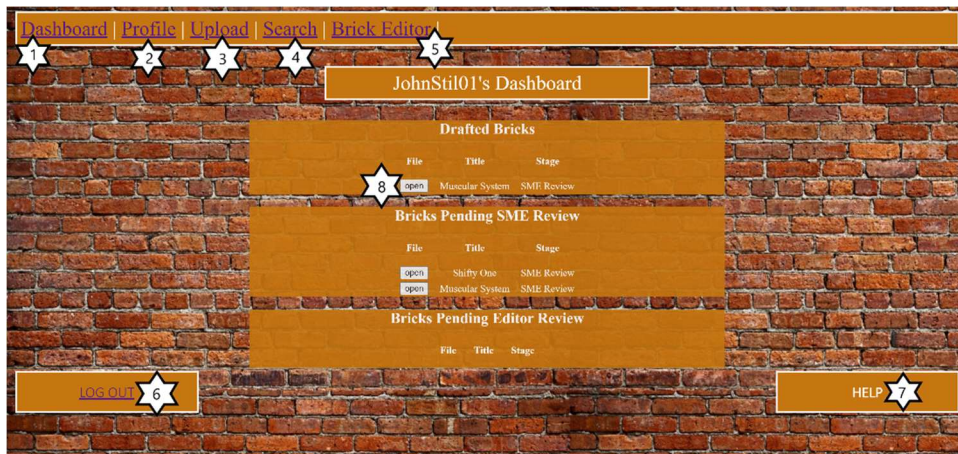 Dashboard | Profile | Upload | Search | Brick Editor|
1 2 3 4 5
JohnStil01's Dashboard
Drafted Bricks
File Title Stage
8 open Muscular System SME Review
Bricks Pending SME Review
File Title Stage
open Shifty One SME Review
open Muscular System SME Review
Bricks Pending Editor Review
File Title Stage
LOG OUT 6
HELP 7